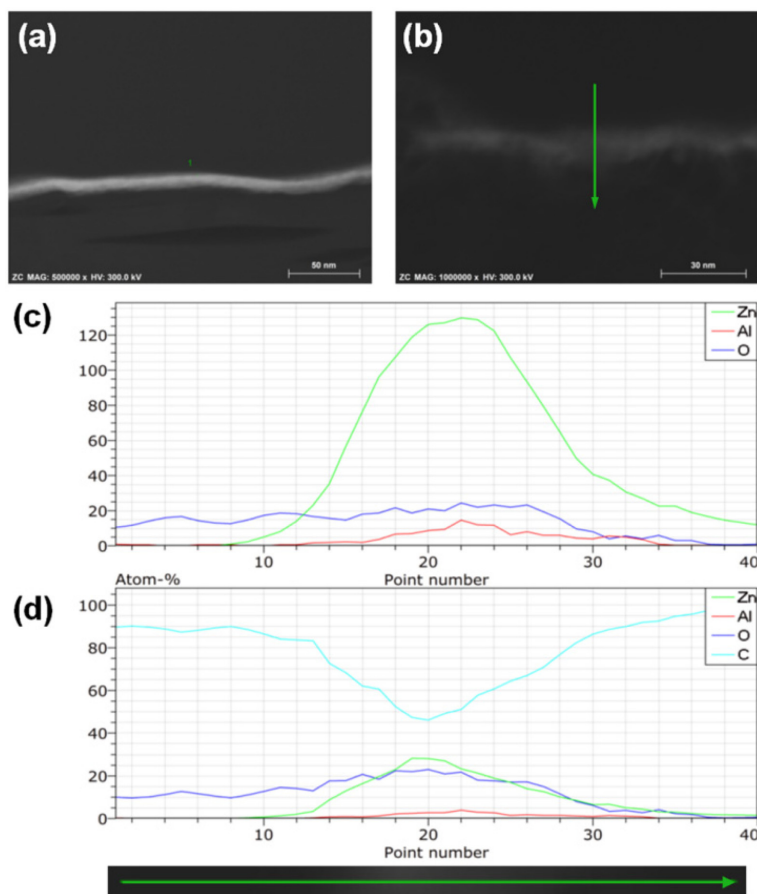 (a)
(b)
ZC MAG: 500000 x HV: 300.0 kV
50 nm
ZC MAG: 1000000 x HV: 300.0 kV
30 nm
(c)
Zn
Al
O
120
100
80
60
40
20
0
10
20
30
40
Point number
Atom-%
(d)
Zn
Al
O
C
100
80
60
40
20
0
10
20
30
40
Point number